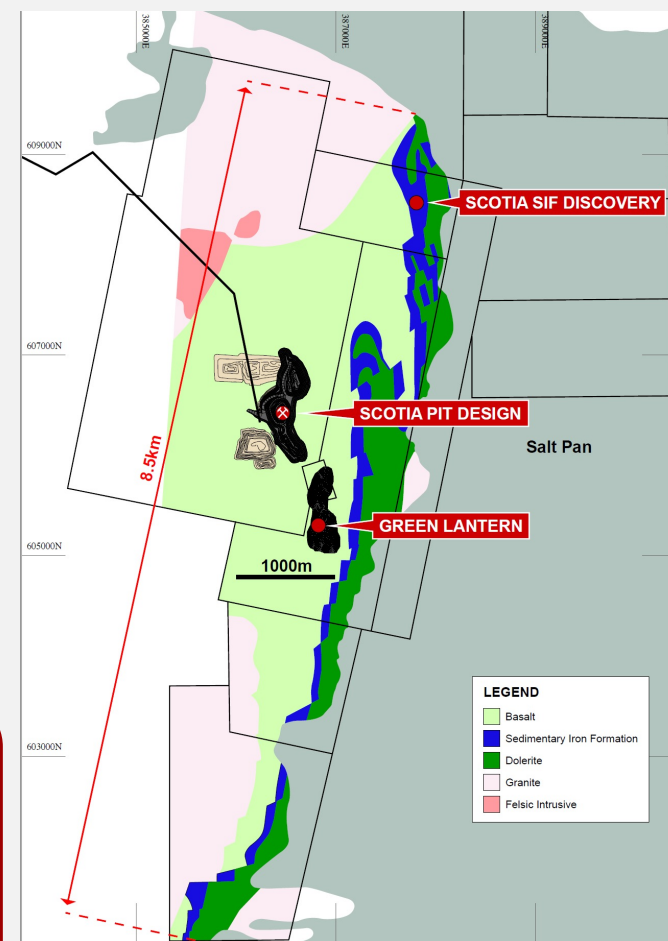 385000E
387000E
389000E
609000N
SCOTIA SIF DISCOVERY
607000N
SCOTIA PIT DESIGN
Salt Pan
8.5km
GREEN LANTERN
605000N
1000m
LEGEND
Basalt
Sedimentary Iron Formation
Dolerite
Granite
Felsic Intrusive
603000N